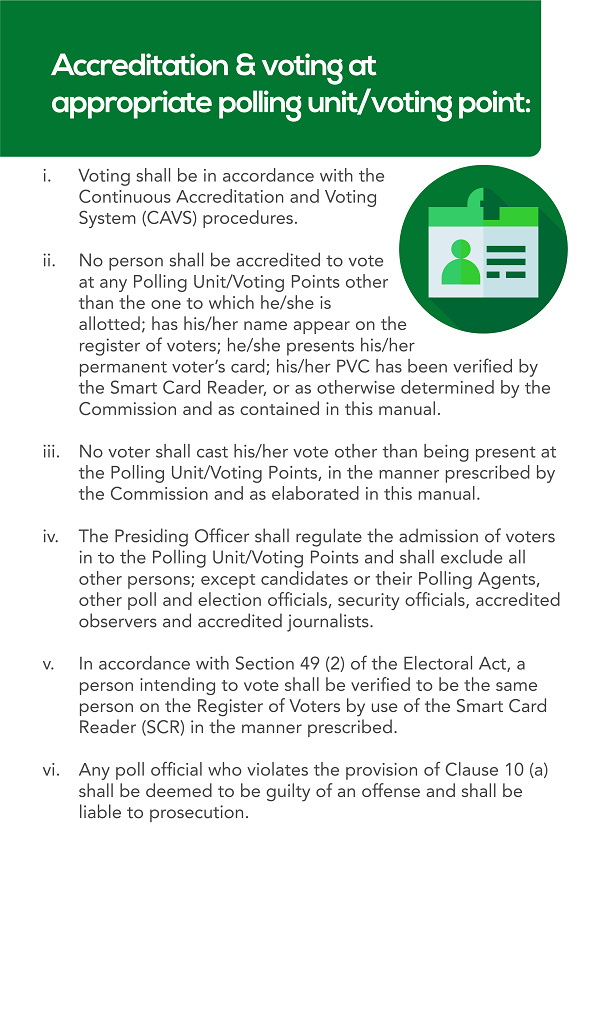 Accreditation & voting at
appropriate polling unit/voting point:
i. Voting shall be in accordance with the
Continuous Accreditation and Voting
System (CAVS) procedures.
ii. No person shall be accredited to vote
at any Polling Unit/Voting Points other
than the one to which he/she is
allotted; has his/her name appear on the
register of voters; he/she presents his/her
permanent voter’s card; his/her PVC has been verified by
the Smart Card Reader, or as otherwise determined by the
Commission and as contained in this manual.
iii. No voter shall cast his/her vote other than being present at
the Polling Unit/Voting Points, in the manner prescribed by
the Commission and as elaborated in this manual.
iv. The Presiding Officer shall regulate the admission of voters
in to the Polling Unit/Voting Points and shall exclude all
other persons; except candidates or their Polling Agents,
other poll and election officials, security officials, accredited
observers and accredited journalists.
v. In accordance with Section 49 (2) of the Electoral Act, a
person intending to vote shall be verified to be the same
person on the Register of Voters by use of the Smart Card
Reader (SCR) in the manner prescribed.
vi. Any poll official who violates the provision of Clause 10 (a)
shall be deemed to be guilty of an offense and shall be
liable to prosecution.